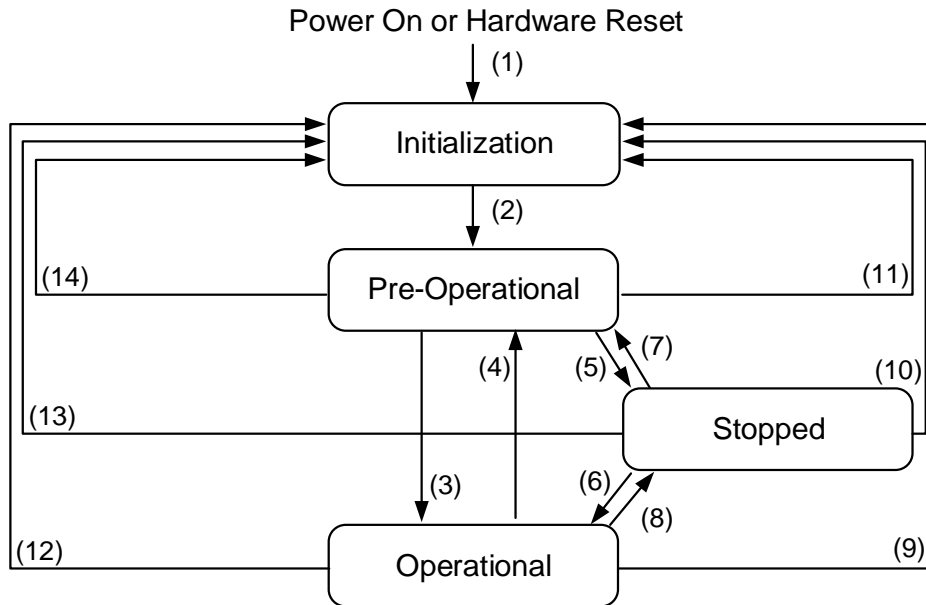 Power On or Hardware Reset
(1)
Initialization
(2)
(14)
Pre-Operational
(11)
(4)
(5)
(7)
(10)
(13)
Stopped
(3)
(6)
(8)
(12)
Operational
(9)